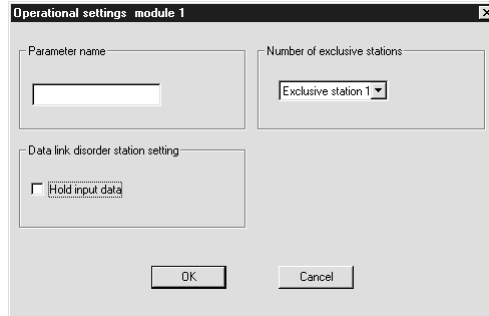 Operational settings module 1
Parameter name
Number of exclusive stations
Exclusive station 1
Data link disorder station setting
Hold input data
OK
Cancel